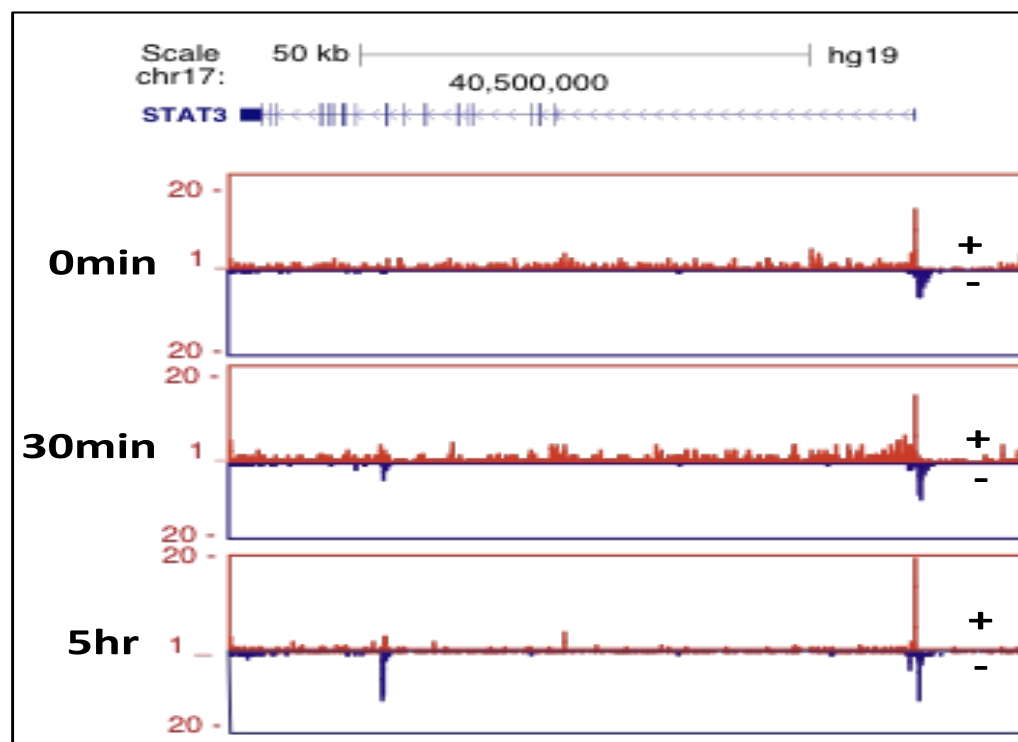 Scale 50 kb hg19
chr17: 40,500,000
STAT3
20 -
0min 1 _ +
-
20 -
20 -
30min 1 _ +
-
20 -
20 -
5hr 1 _ +
-
20 -